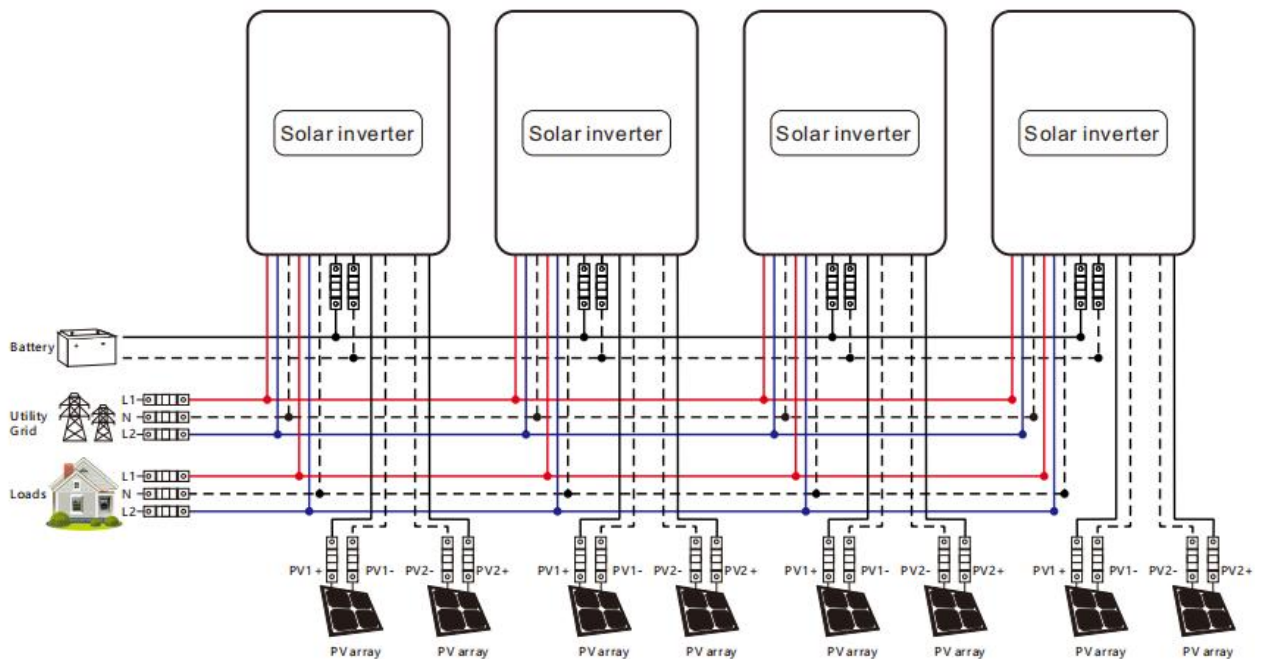 Solar inverter
Solar inverter
Solar inverter
Solar inverter
Battery
+ -
Utility
Grid
L1
N
L2
Loads
L1
N
L2
PV1+ PV1- PV2- PV2+
PV1+ PV1- PV2- PV2+
PV1+ PV1- PV2- PV2+
PV1+ PV1- PV2- PV2+
PV array PV array
PV array PV array
PV array PV array
PV array PV array